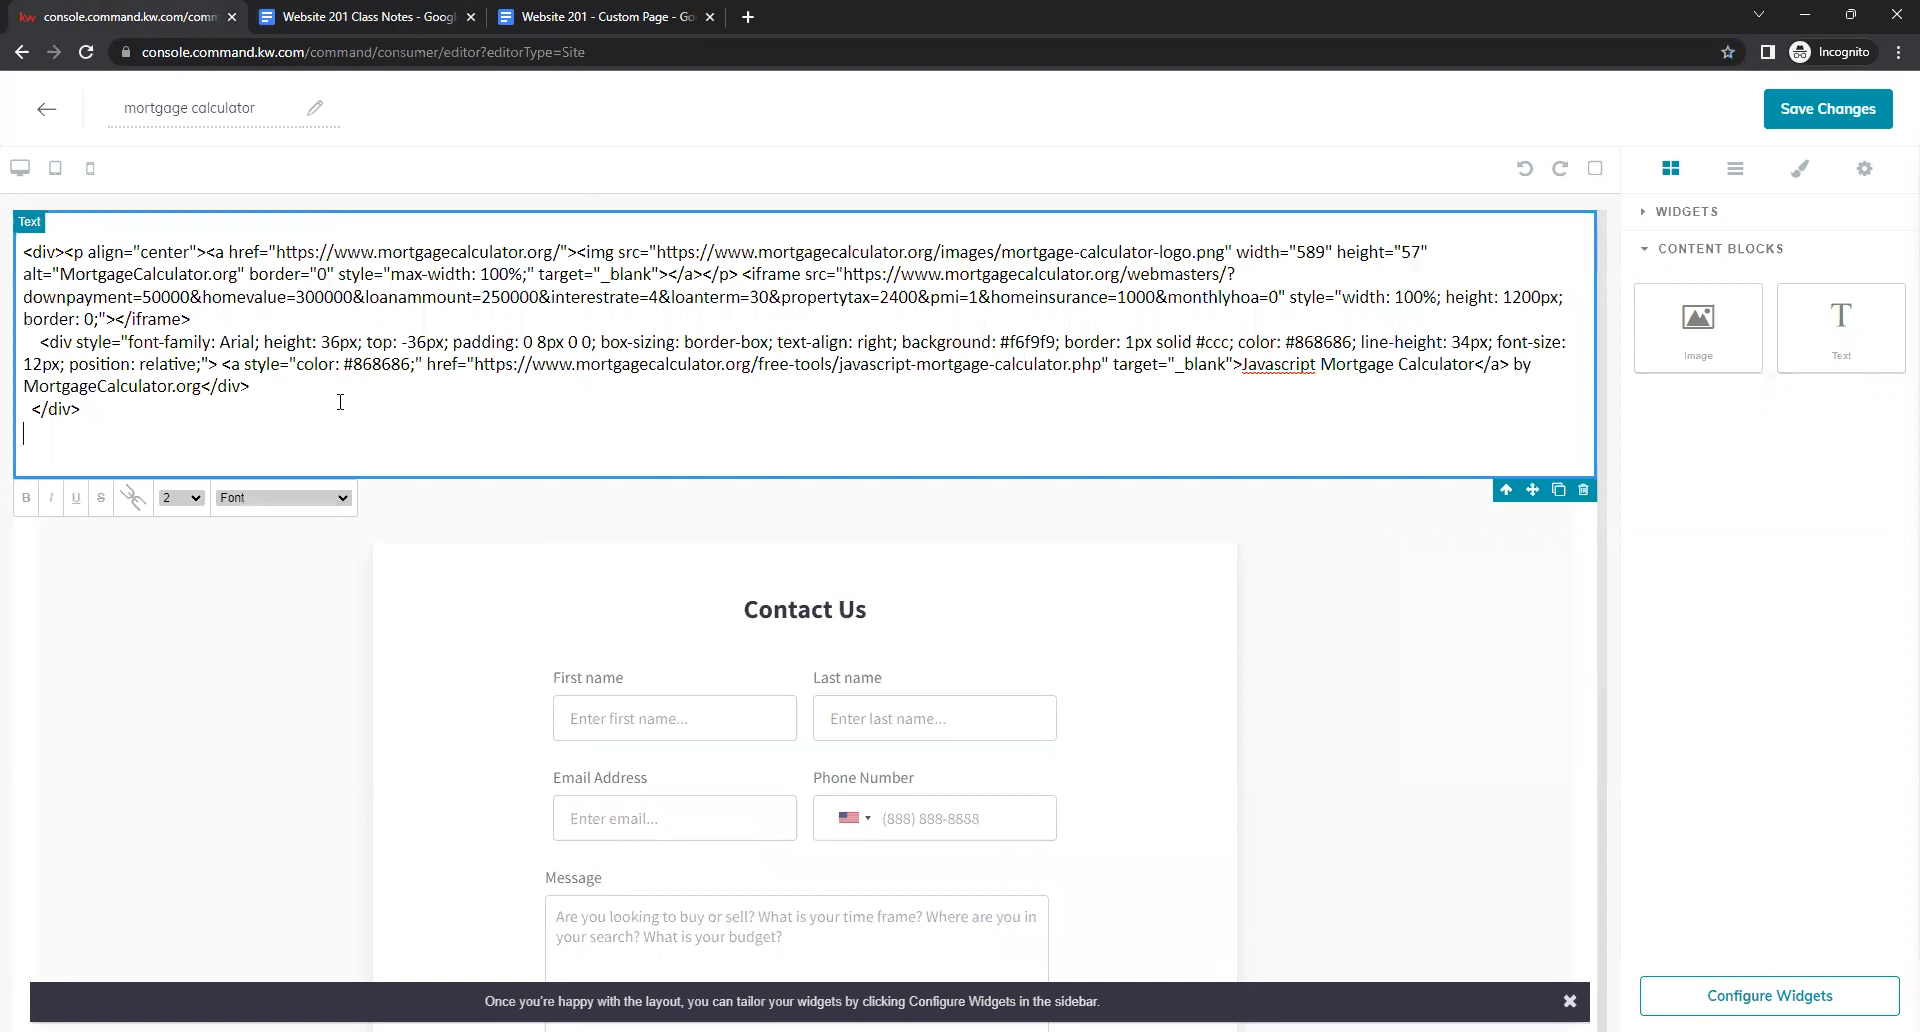 kw console.command.kw.com/comm
Website 201 Class Notes - Googl
Website 201 - Custom Page - Go
console.command.kw.com/command/consumer/editor?editorType=Site
Incognito
mortgage calculator
Save Changes
WIDGETS
CONTENT BLOCKS
Image
Text
Text
<div><p align="center"><a href="https://www.mortgagecalculator.org/"><img src="https://www.mortgagecalculator.org/images/mortgage-calculator-logo.png" width="589" height="57"
alt="MortgageCalculator.org" border="0" style="max-width: 100%;" target="_blank"></a></p> <iframe src="https://www.mortgagecalculator.org/webmasters/?
downpayment=50000&homevalue=300000&loanammount=250000&interestrate=4&loanterm=30&propertytax=2400&pmi=1&homeinsurance=1000&monthlyhoa=0" style="width: 100%; height: 1200px;
border: 0;"></iframe>
<div style="font-family: Arial; height: 36px; top: -36px; padding: 0 8px 0 0; box-sizing: border-box; text-align: right; background: #f6f9f9; border: 1px solid #ccc; color: #868686; line-height: 34px; font-size:
12px; position: relative;"> <a style="color: #868686;" href="https://www.mortgagecalculator.org/free-tools/javascript-mortgage-calculator.php" target="_blank">Javascript Mortgage Calculator</a> by
MortgageCalculator.org</div>
</div>
B I U S 2 Font
Contact Us
First name Last name
Enter first name... Enter last name...
Email Address Phone Number
Enter email... (888) 888-8888
Message
Are you looking to buy or sell? What is your time frame? Where are you in
your search? What is your budget?
Once you're happy with the layout, you can tailor your widgets by clicking Configure Widgets in the sidebar.
Configure Widgets